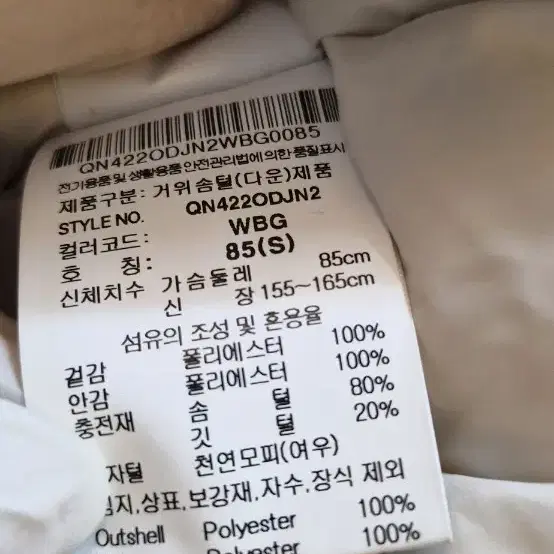 QN422ODJN2WBG0085
전기용품 및 생활용품 안전관리법에 의한 품질표시
제품구분: 거위솜털(다운)제품
STYLE NO. QN422ODJN2
컬러코드: WBG
호 칭: 85(S)
신체치수 가슴둘레 85cm
신 장 155~165cm
섬유의 조성 및 혼용율
겉감 폴리에스터 100%
안감 폴리에스터 100%
충전재 솜 털 80%
깃 털 20%
자털 천연모피(여우)
심지,상표,보강재,자수,장식 제외
Outshell Polyester 100%
Polyester 100%